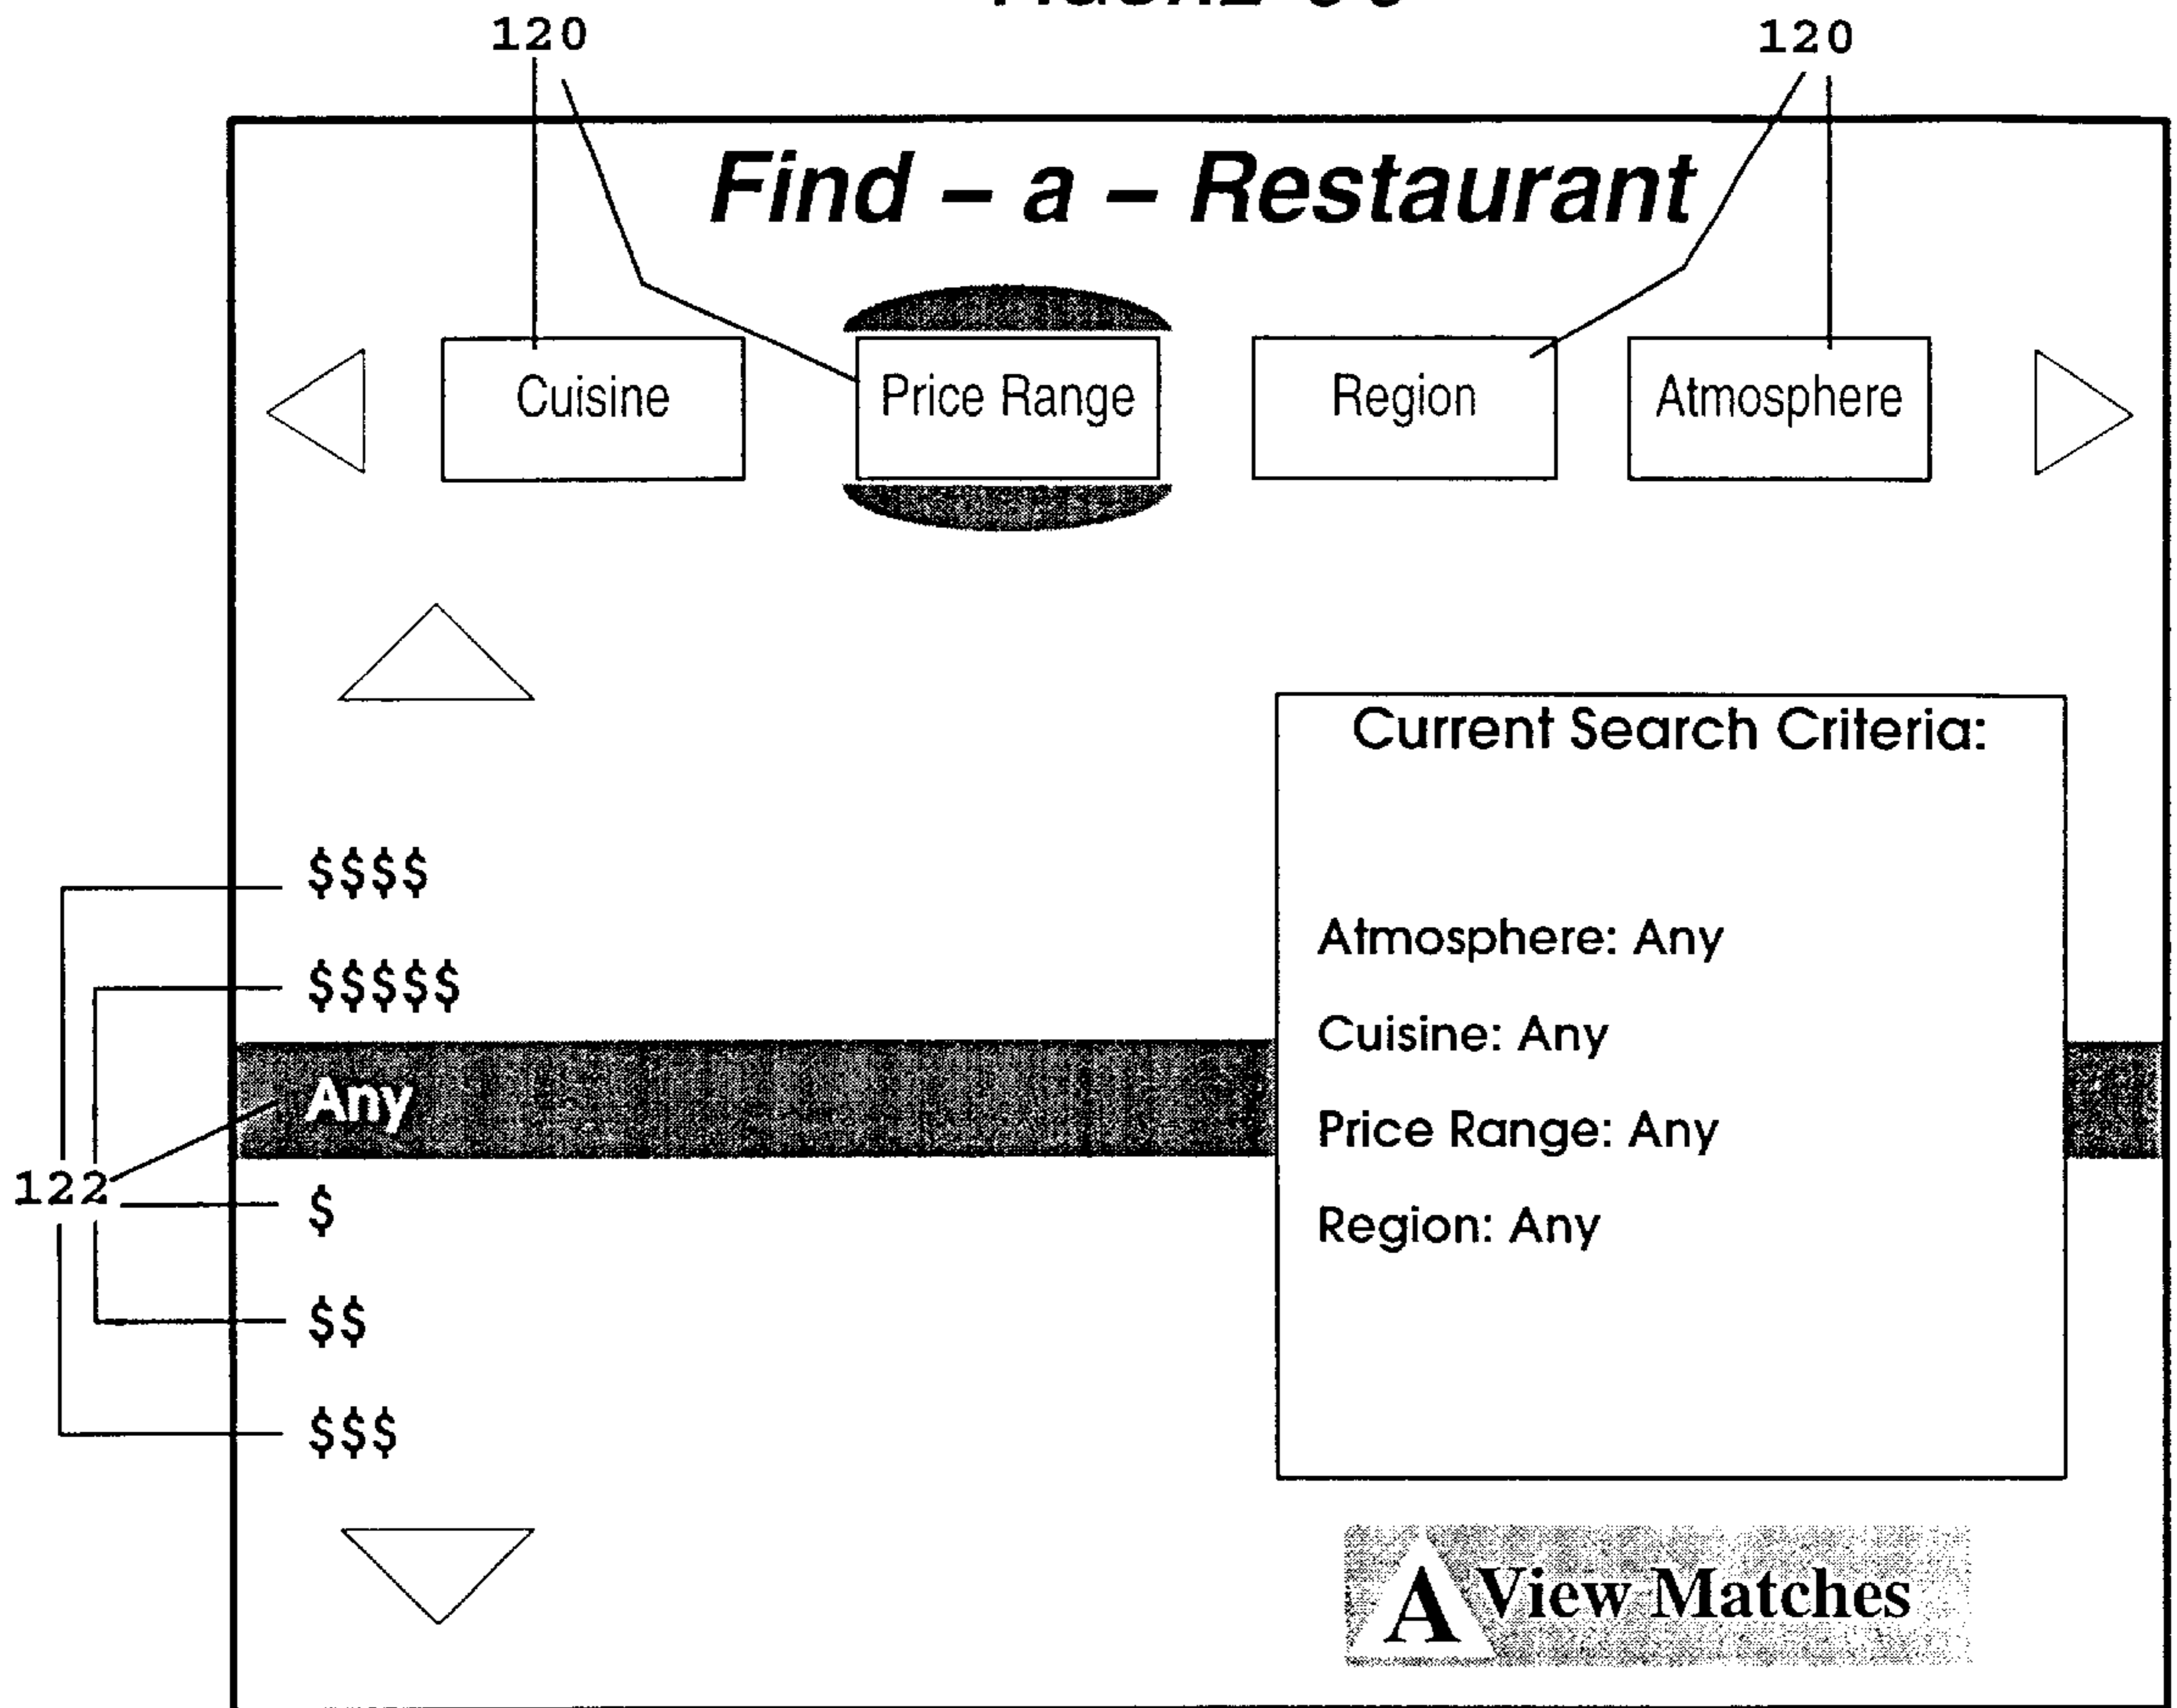 120 120
Find – a – Restaurant
Cuisine Price Range Region Atmosphere
Current Search Criteria:
$$$$
Atmosphere: Any
$$$$$
Cuisine: Any
Any
Price Range: Any
122
$
Region: Any
$$
$$$
A View Matches